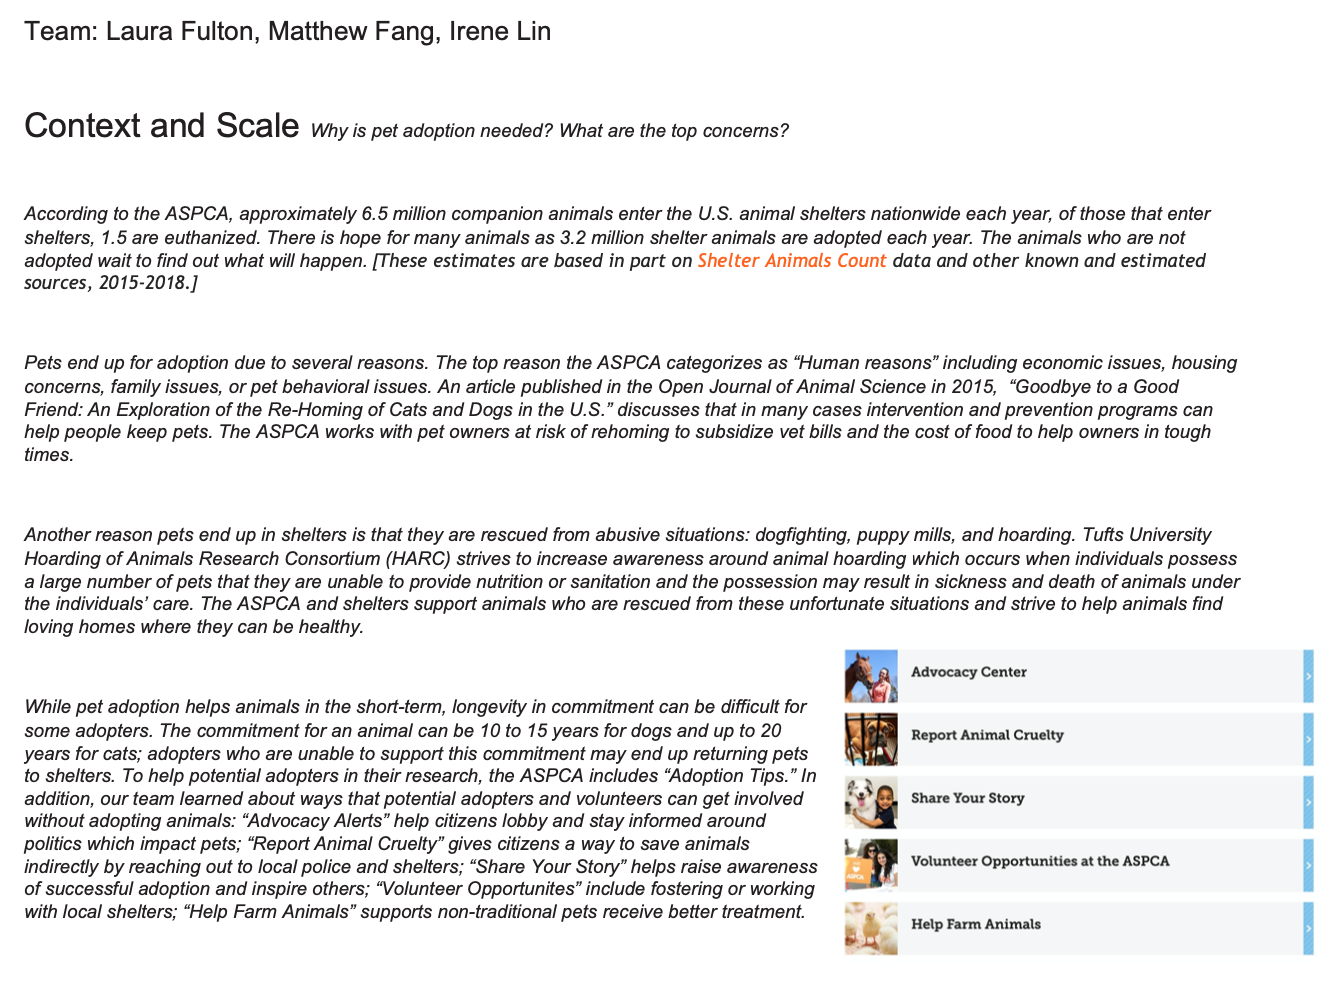 Team: Laura Fulton, Matthew Fang, Irene Lin
Context and Scale Why is pet adoption needed? What are the top concerns?
According to the ASPCA, approximately 6.5 million companion animals enter the U.S. animal shelters nationwide each year, of those that enter
shelters, 1.5 are euthanized. There is hope for many animals as 3.2 million shelter animals are adopted each year. The animals who are not
adopted wait to find out what will happen. [These estimates are based in part on Shelter Animals Count data and other known and estimated
sources, 2015-2018.]
Pets end up for adoption due to several reasons. The top reason the ASPCA categorizes as “Human reasons” including economic issues, housing
concerns, family issues, or pet behavioral issues. An article published in the Open Journal of Animal Science in 2015,  “Goodbye to a Good
Friend: An Exploration of the Re-Homing of Cats and Dogs in the U.S.” discusses that in many cases intervention and prevention programs can
help people keep pets. The ASPCA works with pet owners at risk of rehoming to subsidize vet bills and the cost of food to help owners in tough
times.
Another reason pets end up in shelters is that they are rescued from abusive situations: dogfighting, puppy mills, and hoarding. Tufts University
Hoarding of Animals Research Consortium (HARC) strives to increase awareness around animal hoarding which occurs when individuals possess
a large number of pets that they are unable to provide nutrition or sanitation and the possession may result in sickness and death of animals under
the individuals’ care. The ASPCA and shelters support animals who are rescued from these unfortunate situations and strive to help animals find
loving homes where they can be healthy.
While pet adoption helps animals in the short-term, longevity in commitment can be difficult for
some adopters. The commitment for an animal can be 10 to 15 years for dogs and up to 20
years for cats; adopters who are unable to support this commitment may end up returning pets
to shelters. To help potential adopters in their research, the ASPCA includes “Adoption Tips.” In
addition, our team learned about ways that potential adopters and volunteers can get involved
without adopting animals: “Advocacy Alerts” help citizens lobby and stay informed around
politics which impact pets; “Report Animal Cruelty” gives citizens a way to save animals
indirectly by reaching out to local police and shelters; “Share Your Story” helps raise awareness
of successful adoption and inspire others; “Volunteer Opportunites” include fostering or working
with local shelters; “Help Farm Animals” supports non-traditional pets receive better treatment.
Advocacy Center
Report Animal Cruelty
Share Your Story
Volunteer Opportunities at the ASPCA
ASPCA
Help Farm Animals